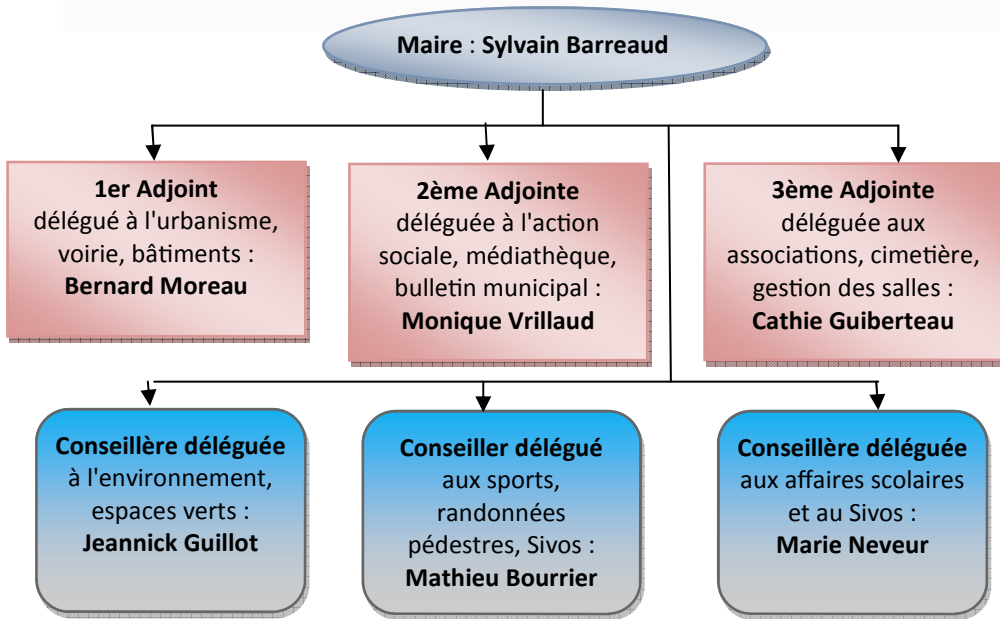 Maire : Sylvain Barreaud
1er Adjoint
délégué à l'urbanisme,
voirie, bâtiments :
Bernard Moreau
2ème Adjointe
déléguée à l'action
sociale, médiathèque,
bulletin municipal :
Monique Vrillaud
3ème Adjointe
déléguée aux
associations, cimetière,
gestion des salles :
Cathie Guiberteau
Conseillère déléguée
à l'environnement,
espaces verts :
Jeannick Guillot
Conseiller délégué
aux sports,
randonnées
pédestres, Sivos :
Mathieu Bourrier
Conseillère déléguée
aux affaires scolaires
et au Sivos :
Marie Neveur